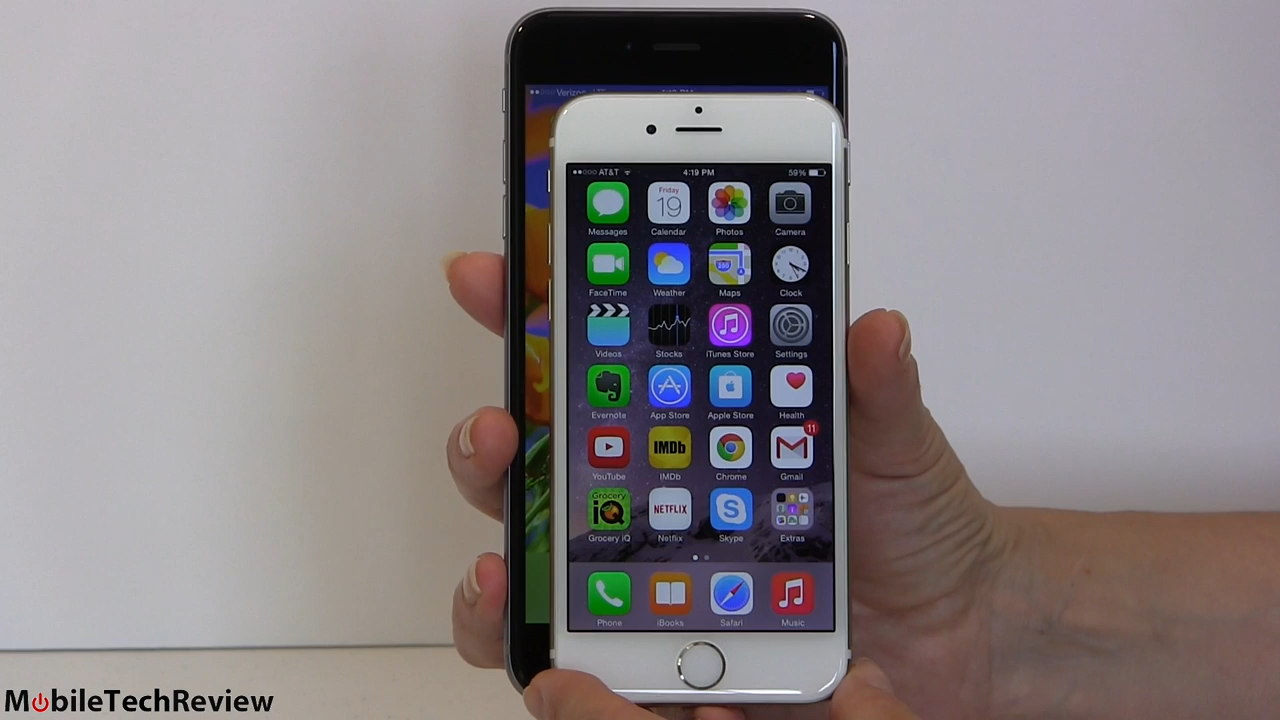 Verizon
AT&T 4:19 PM 59%
Friday
19
Messages Calendar Photos Camera
280
FaceTime Weather Maps Clock
Videos Stocks iTunes Store Settings
Evernote App Store Apple Store Health
IMDb
11
YouTube IMDb Chrome Gmail
Grocery
iQ
NETFLIX
Grocery iQ Netflix Skype Extras
Phone iBooks Safari Music
MobileTechReview